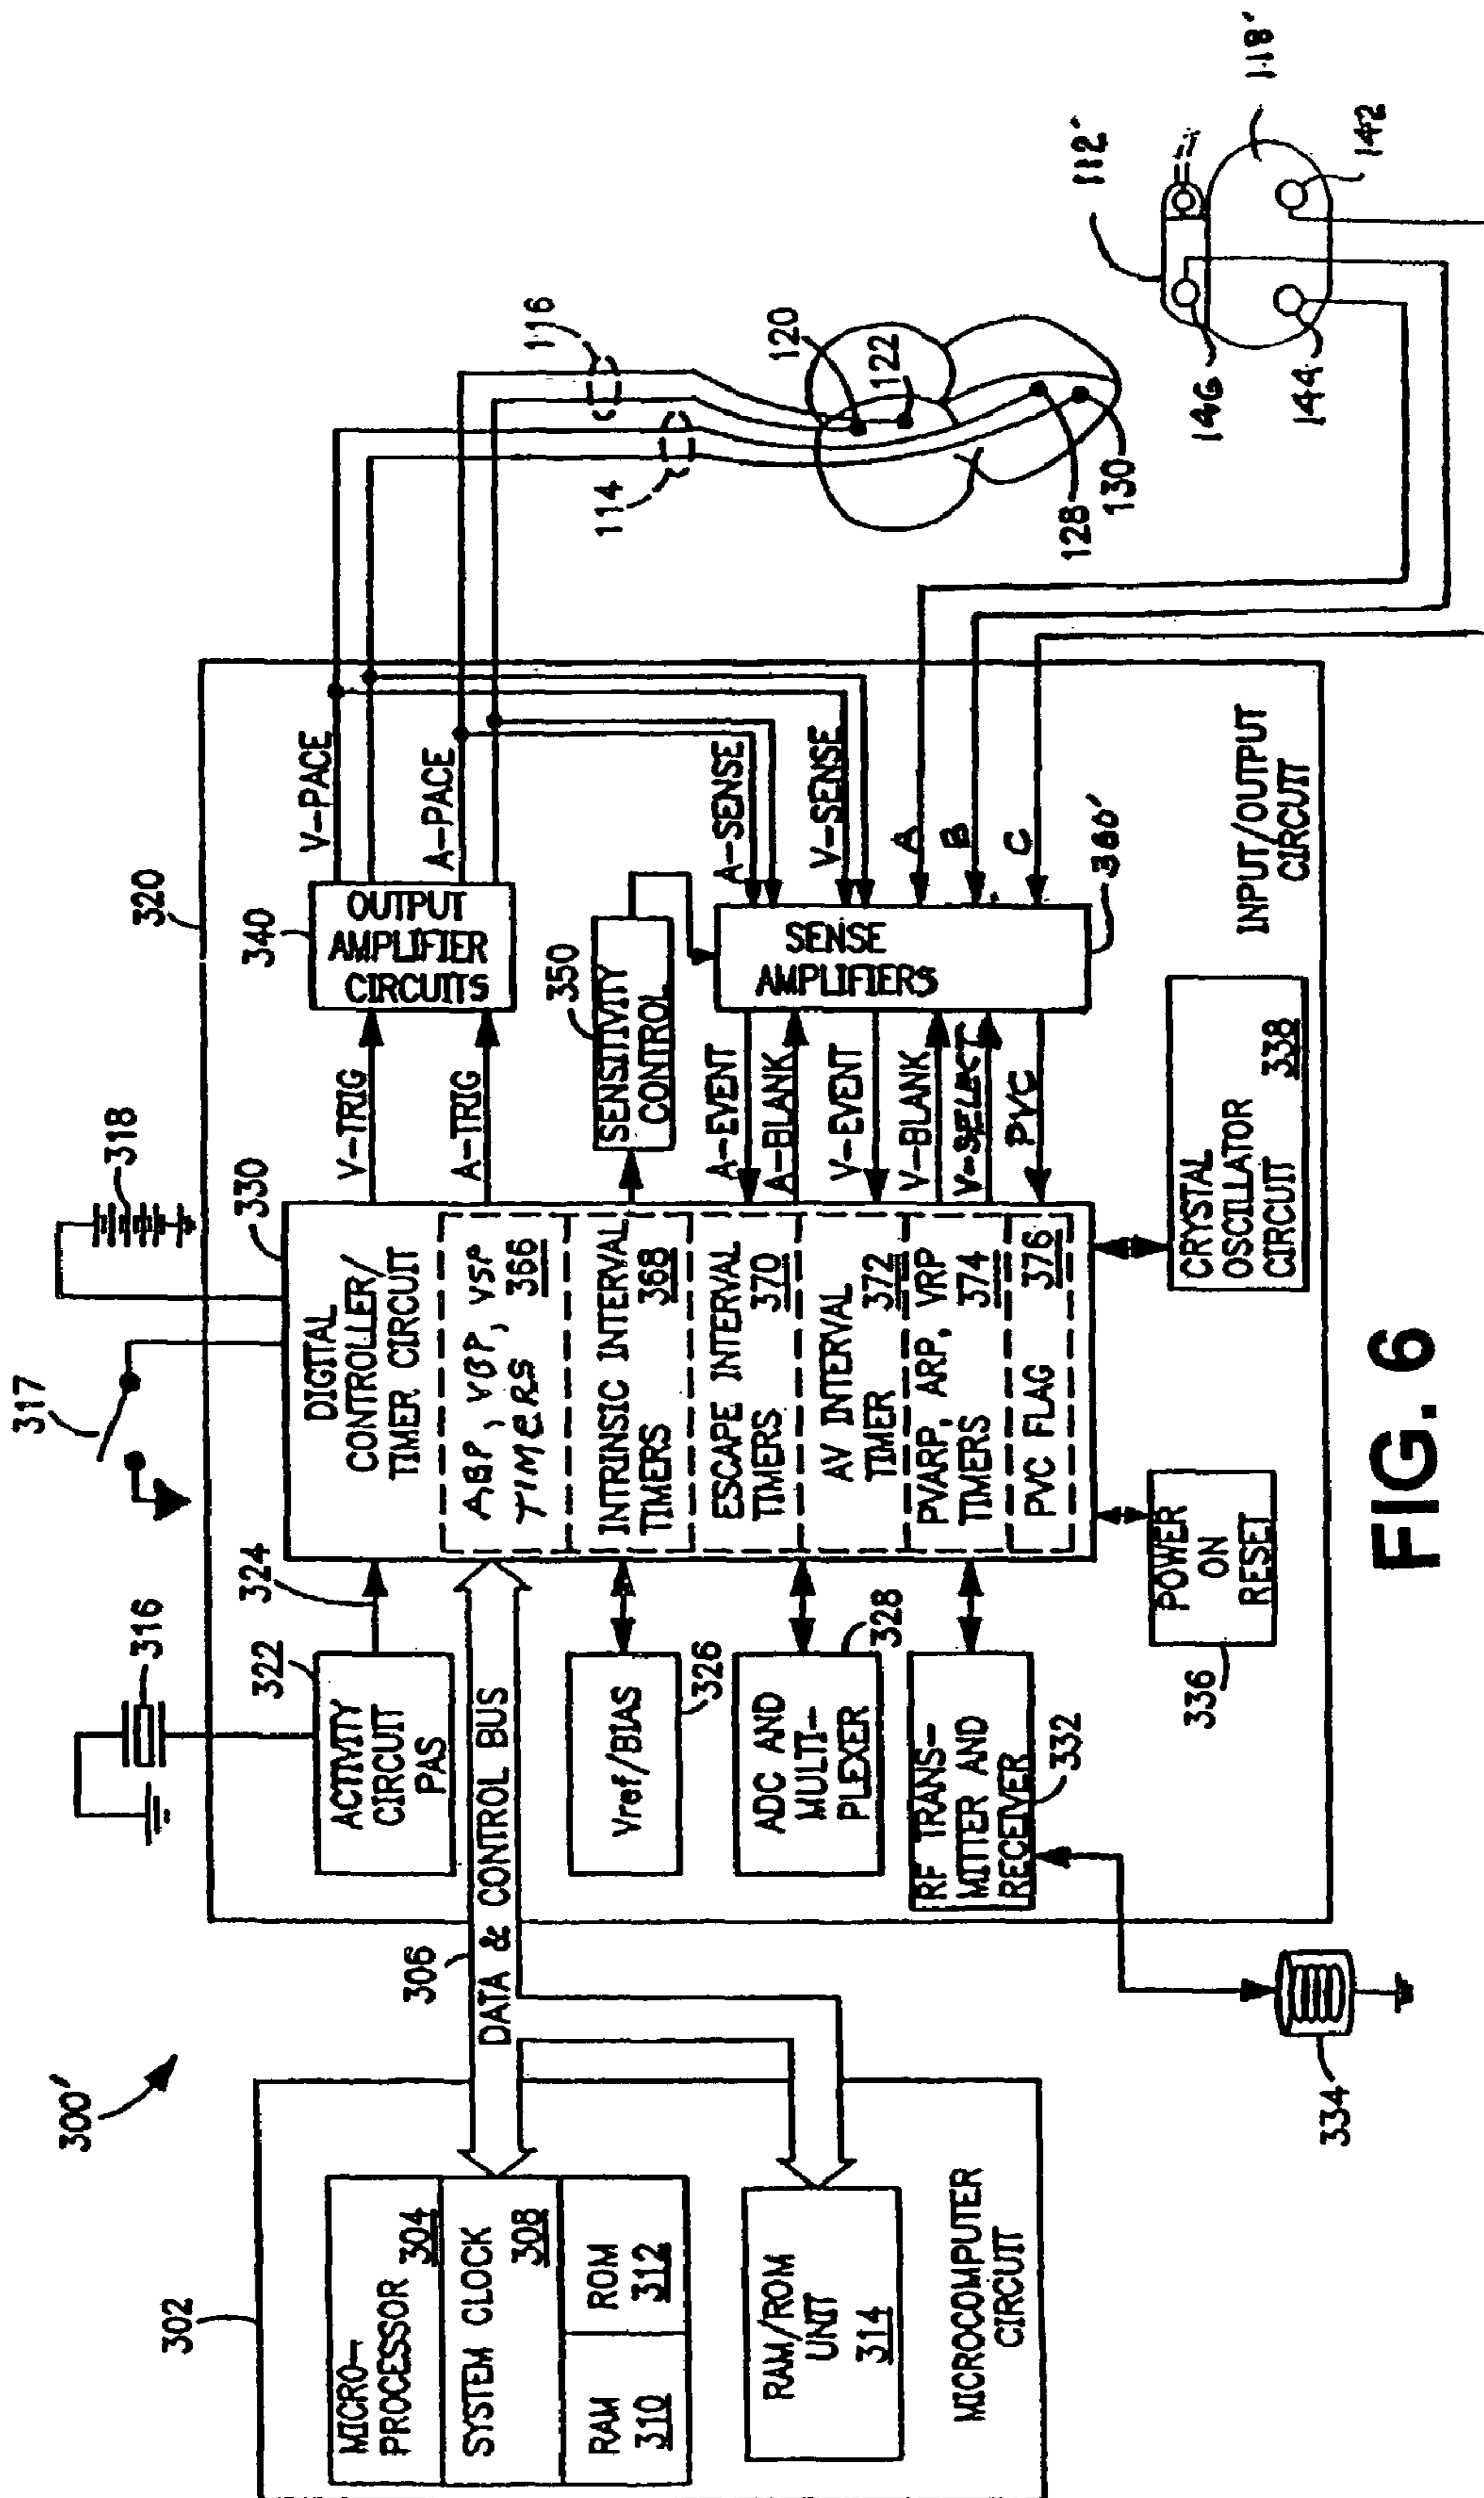 300'
302
MICRO-
PROCESSOR
304
SYSTEM CLOCK
308
RAM
310
ROM
312
RAM/ROM
UNIT
314
MICROCOMPUTER
CIRCUIT
306
DATA & CONTROL BUS
316
317
318
320
322
ACTIVITY
CIRCUIT
PAS
324
Vref/BIAS
326
ADC AND
MULTI-
PLEXER
328
RF TRANS-
MITTER AND
RECEIVER
332
334
POWER
ON
RESET
336
330
DIGITAL
CONTROLLER/
TIMER CIRCUIT
ABP, VBP, VSP
TIMERS
366
INTRINSIC INTERVAL
TIMERS
368
ESCAPE INTERVAL
TIMERS
370
AV INTERVAL
TIMER
372
PVARP, ARP, VRP
TIMERS
374
PVC FLAG
376
CRYSTAL
OSCILLATOR
CIRCUIT
338
V-TRIG
A-TRIG
340
OUTPUT
AMPLIFIER
CIRCUITS
350
SENSITIVITY
CONTROL
A-EVENT
A-BLANK
V-EVENT
V-BLANK
V-SELECT
PVC
SENSE
AMPLIFIERS
360'
V-PACE
A-PACE
A-SENSE
V-SENSE
A
B
C
INPUT/OUTPUT
CIRCUIT
114
116
120
122
128
130
112'
118'
142
144
146
FIG. 6